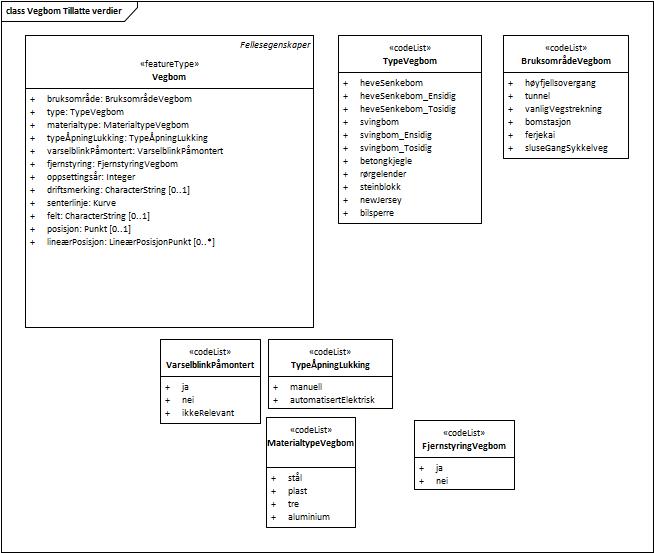 class Vegbom Tillatte verdier
Fellesegenskaper
«featureType»
Vegbom
+ bruksområde: BruksområdeVegbom
+ type: TypeVegbom
+ materialtype: MaterialtypeVegbom
+ typeÅpningLukking: TypeÅpningLukking
+ varselblinkPåmontert: VarselblinkPåmontert
+ fjernstyring: FjernstyringVegbom
+ oppsettingsår: Integer
+ driftsmerking: CharacterString [0..1]
+ senterlinje: Kurve
+ felt: CharacterString [0..1]
+ posisjon: Punkt [0..1]
+ lineærPosisjon: LineærPosisjonPunkt [0..*]
«codeList»
TypeVegbom
+ heveSenkebom
+ heveSenkebom_Ensidig
+ heveSenkebom_Tosidig
+ svingbom
+ svingbom_Ensidig
+ svingbom_Tosidig
+ betongkjegle
+ rørgelender
+ steinblokk
+ newJersey
+ bilsperre
«codeList»
BruksområdeVegbom
+ høyfjellsovergang
+ tunnel
+ vanligVegstrekning
+ bomstasjon
+ ferjekai
+ sluseGangSykkelveg
«codeList»
VarselblinkPåmontert
+ ja
+ nei
+ ikkeRelevant
«codeList»
TypeÅpningLukking
+ manuell
+ automatisertElektrisk
«codeList»
MaterialtypeVegbom
+ stål
+ plast
+ tre
+ aluminium
«codeList»
FjernstyringVegbom
+ ja
+ nei